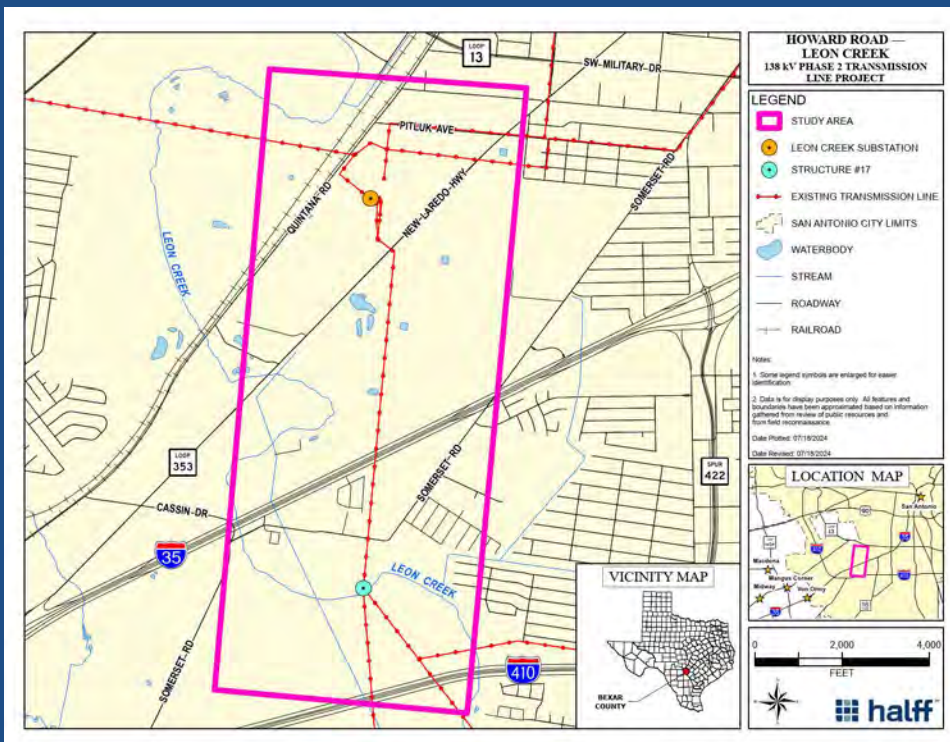 HOWARD ROAD —
LEON CREEK
138 kV PHASE 2 TRANSMISSION
LINE PROJECT
LEGEND
STUDY AREA
LEON CREEK SUBSTATION
STRUCTURE #17
EXISTING TRANSMISSION LINE
SAN ANTONIO CITY LIMITS
WATERBODY
STREAM
ROADWAY
RAILROAD
Notes:
1. Some legend symbols are enlarged for easier
identification.
2. Data is for display purposes only. All features and
boundaries have been approximated based on information
gathered from review of public resources and
from field reconnaissance.
Date Plotted: 07/18/2024
Date Revised: 07/18/2024
LOOP
13
SW-MILITARY-DR
PITLUK AVE
QUINTANA RD
NEW-LAREDO-HWY
SOMERSET-RD
LEON CREEK
LOOP
353
SPUR
422
SOMERSET-RD
CASSIN-DR
35
LEON CREEK
SOMERSET-RD
410
VICINITY MAP
BEXAR
COUNTY
LOCATION MAP
San Antonio
90
13
Macdona
Mangus Corner
Midway
Von Ormy
0 2,000 4,000
FEET
halff